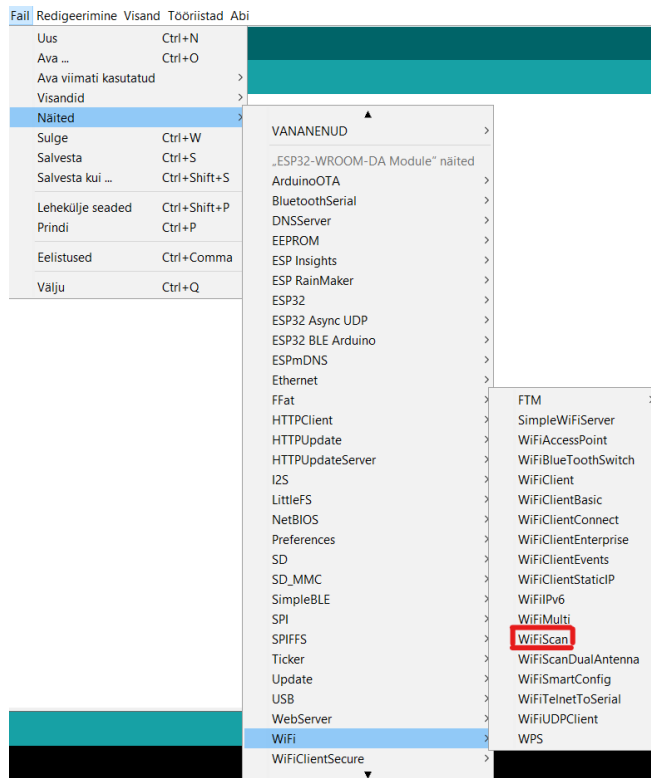 Fail Redigeerimine Visand Tööriistad Abi
Uus Ctrl+N
Ava ... Ctrl+O
Ava viimati kasutatud
Visandid
Näited
Sulge Ctrl+W
Salvesta Ctrl+S
Salvesta kui ... Ctrl+Shift+S
Lehekülje seaded Ctrl+Shift+P
Prindi Ctrl+P
Eelistused Ctrl+Comma
Välju Ctrl+Q
VANANENUD
„ESP32-WROOM-DA Module” näited
ArduinoOTA
BluetoothSerial
DNSServer
EEPROM
ESP Insights
ESP RainMaker
ESP32
ESP32 Async UDP
ESP32 BLE Arduino
ESPmDNS
Ethernet
FFat
HTTPClient
HTTPUpdate
HTTPUpdateServer
I2S
LittleFS
NetBIOS
Preferences
SD
SD_MMC
SimpleBLE
SPI
SPIFFS
Ticker
Update
USB
WebServer
WiFi
WiFiClientSecure
FTM
SimpleWiFiServer
WiFiAccessPoint
WiFiBlueToothSwitch
WiFiClient
WiFiClientBasic
WiFiClientConnect
WiFiClientEnterprise
WiFiClientEvents
WiFiClientStaticIP
WiFiIPv6
WiFiMulti
WiFiScan
WiFiScanDualAntenna
WiFiSmartConfig
WiFiTelnetToSerial
WiFiUDPClient
WPS